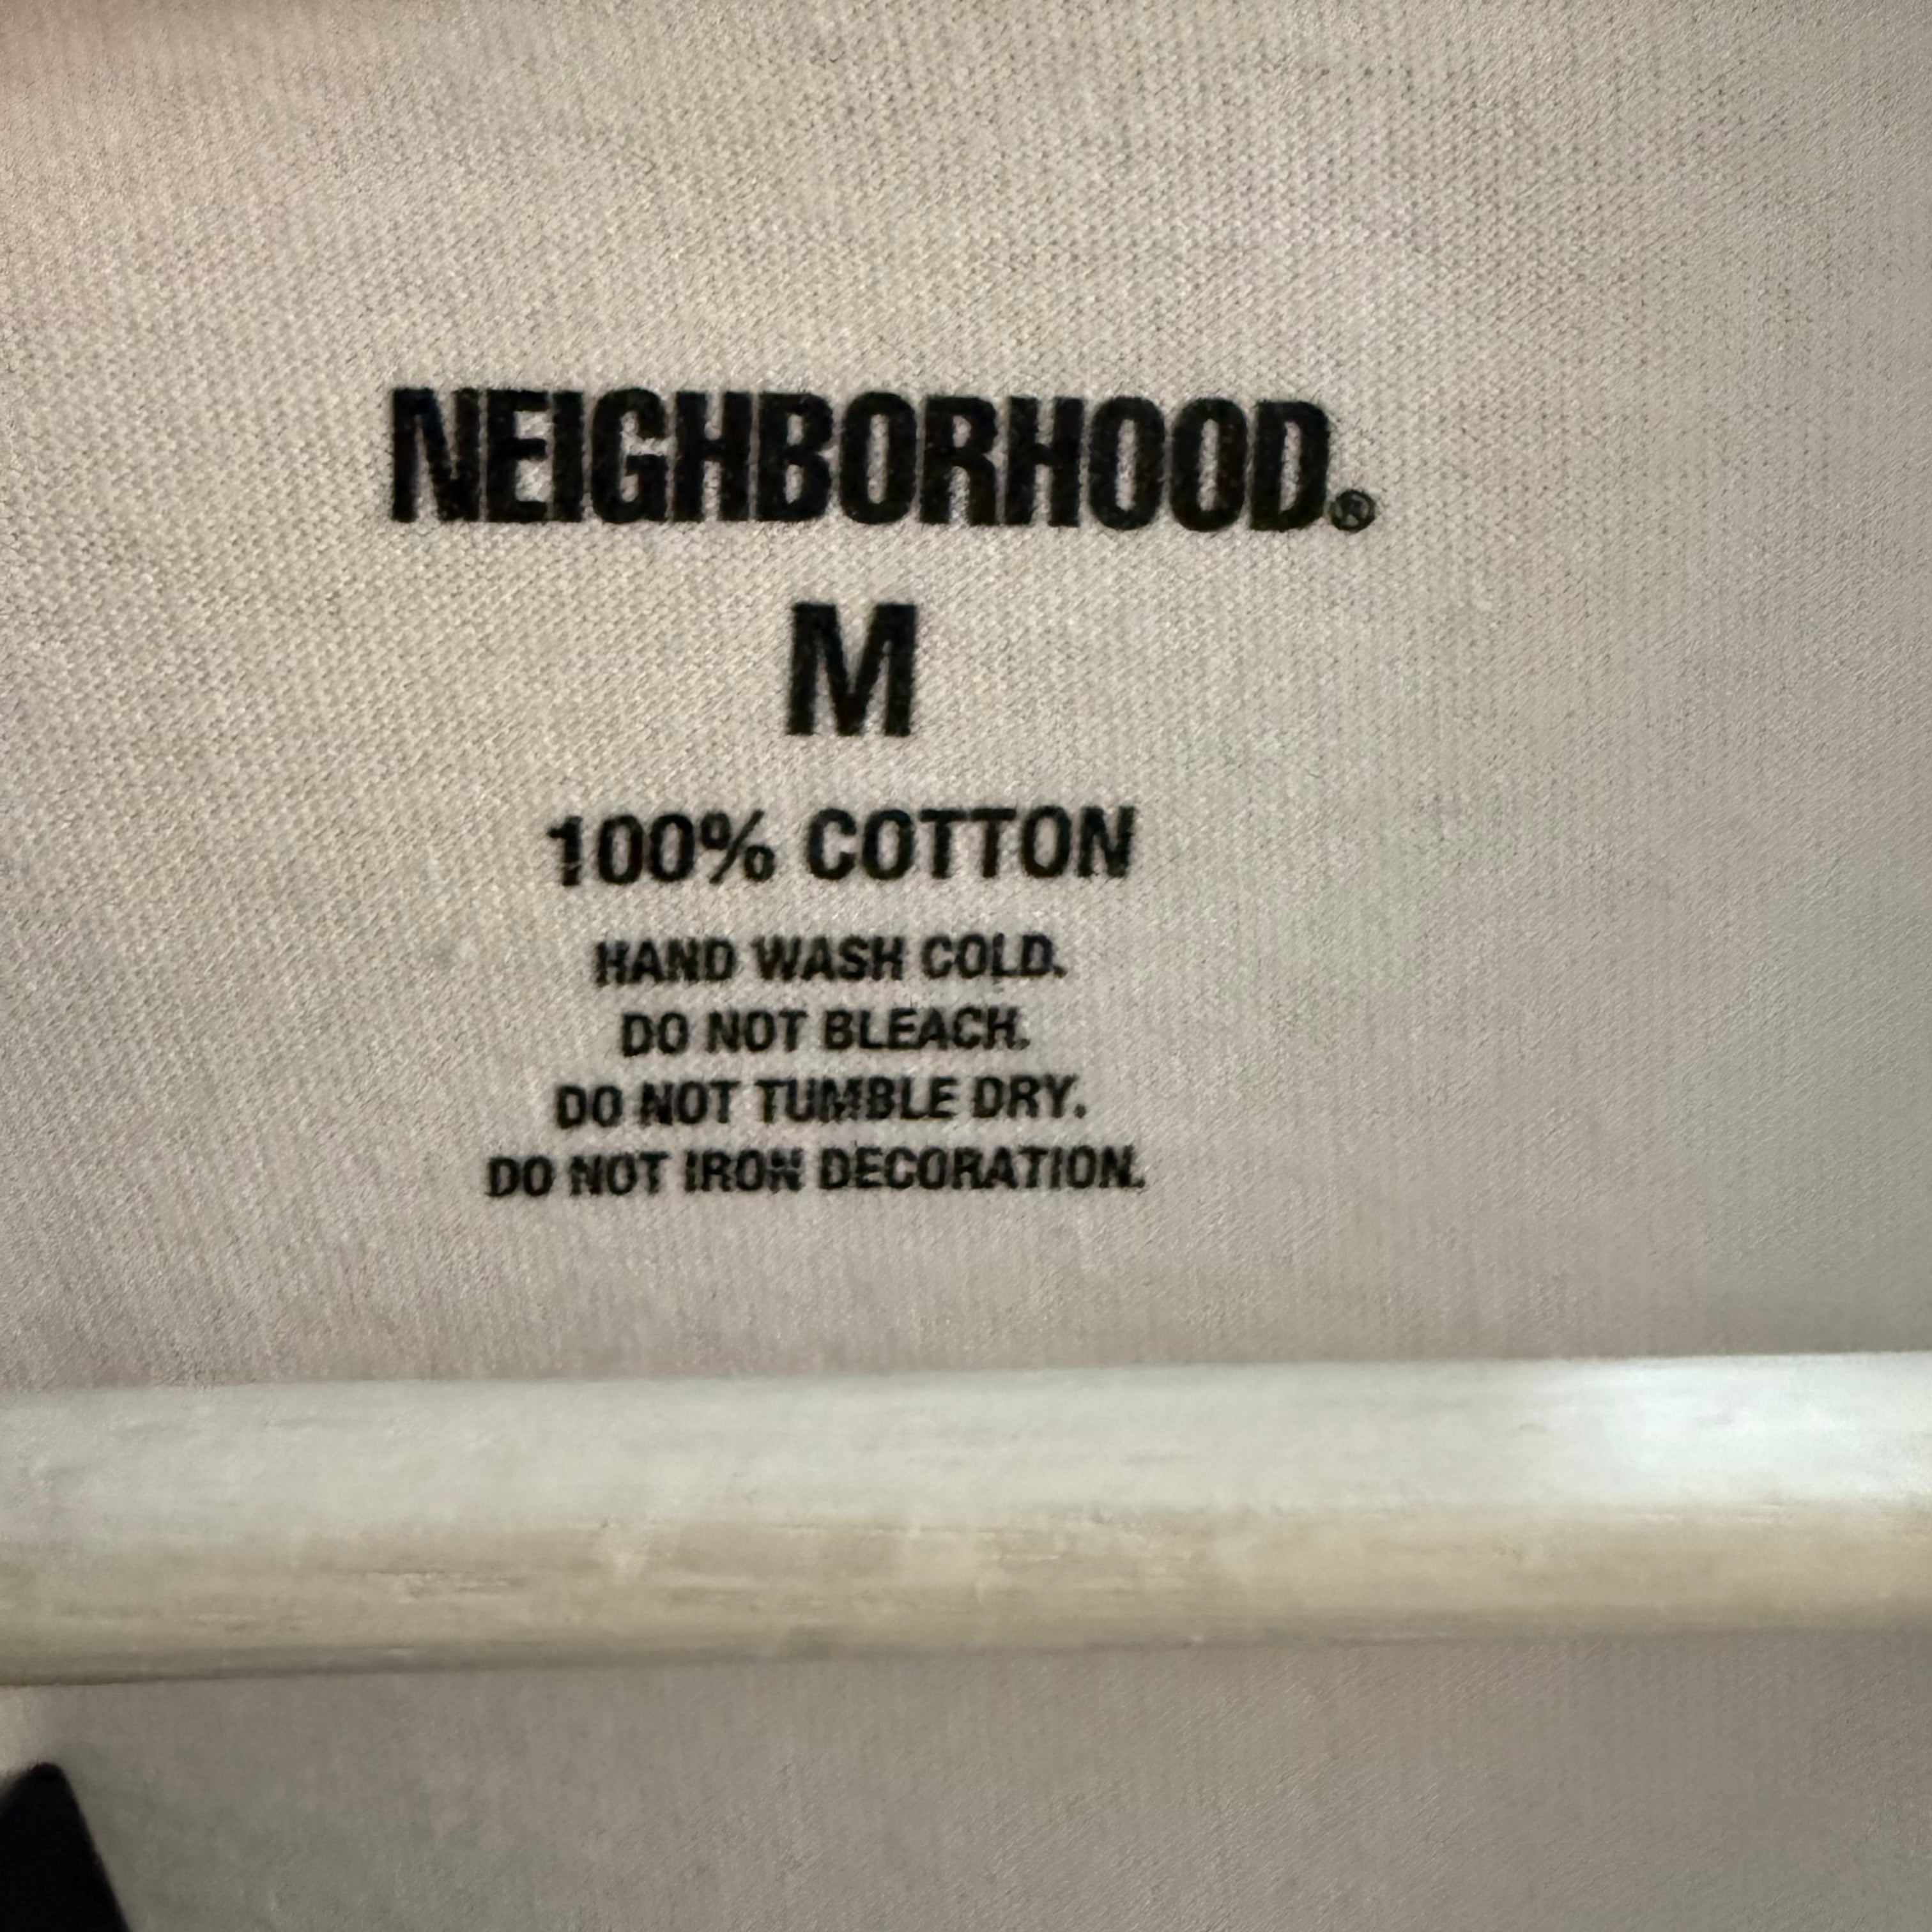 NEIGHBORHOOD.®
M
100% COTTON
HAND WASH COLD.
DO NOT BLEACH.
DO NOT TUMBLE DRY.
DO NOT IRON DECORATION.